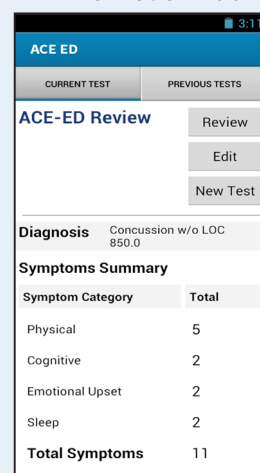 3:11
ACE ED
CURRENT TEST PREVIOUS TESTS
ACE-ED Review Review
Edit
New Test
Diagnosis Concussion w/o LOC
850.0
Symptoms Summary
Symptom Category Total
Physical 5
Cognitive 2
Emotional Upset 2
Sleep 2
Total Symptoms 11